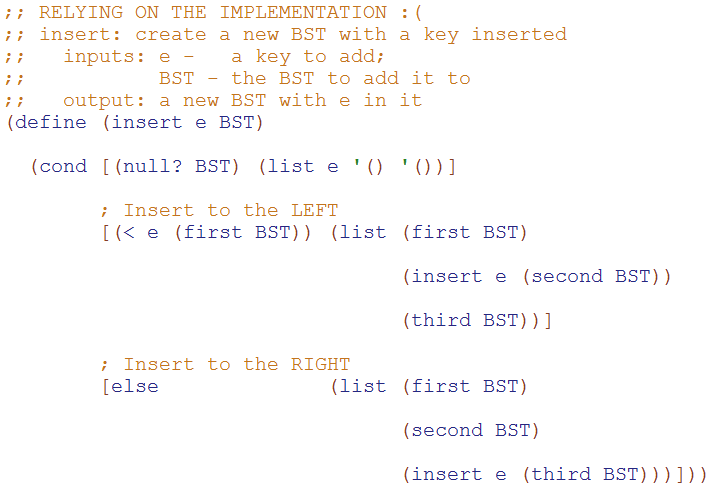 ;; RELYING ON THE IMPLEMENTATION :(
;; insert: create a new BST with a key inserted
;;   inputs: e -   a key to add;
;;           BST - the BST to add it to
;;   output: a new BST with e in it
(define (insert e BST)
  (cond [(null? BST) (list e '() '())]
        ; Insert to the LEFT
        [(< e (first BST)) (list (first BST)
                                 (insert e (second BST))
                                 (third BST))]
        ; Insert to the RIGHT
        [else              (list (first BST)
                                 (second BST)
                                 (insert e (third BST)))]))